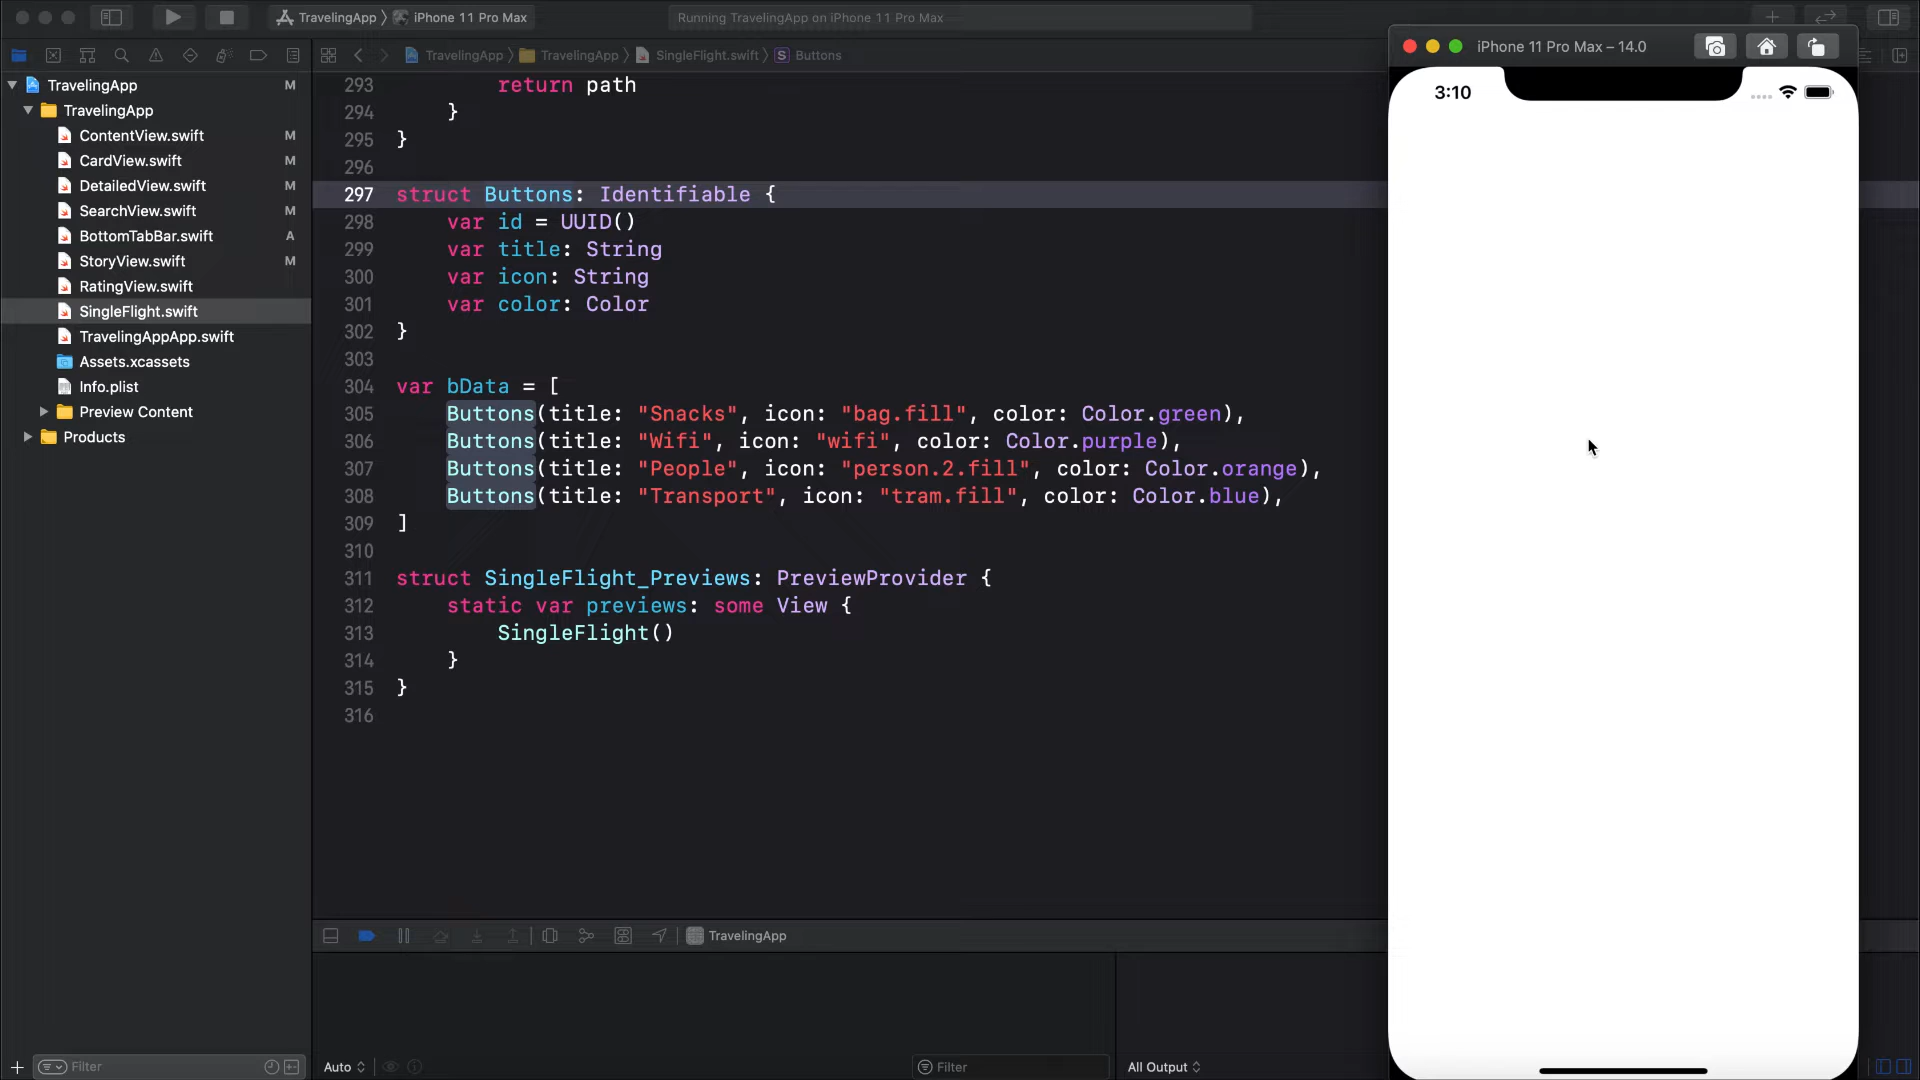 TravelingApp 〉 iPhone 11 Pro Max
Running TravelingApp on iPhone 11 Pro Max
TravelingApp 〉 TravelingApp 〉 SingleFlight.swift 〉 S Buttons
TravelingApp M
TravelingApp
ContentView.swift M
CardView.swift M
DetailedView.swift M
SearchView.swift M
BottomTabBar.swift A
StoryView.swift M
RatingView.swift
SingleFlight.swift
TravelingAppApp.swift
Assets.xcassets
Info.plist
Preview Content
Products
Filter
293 return path
294 }
295 }
296
297 struct Buttons: Identifiable {
298 var id = UUID()
299 var title: String
300 var icon: String
301 var color: Color
302 }
303
304 var bData = [
305 Buttons(title: "Snacks", icon: "bag.fill", color: Color.green),
306 Buttons(title: "Wifi", icon: "wifi", color: Color.purple),
307 Buttons(title: "People", icon: "person.2.fill", color: Color.orange),
308 Buttons(title: "Transport", icon: "tram.fill", color: Color.blue),
309 ]
310
311 struct SingleFlight_Previews: PreviewProvider {
312 static var previews: some View {
313 SingleFlight()
314 }
315 }
316
TravelingApp
Auto
Filter
All Output
iPhone 11 Pro Max – 14.0
3:10